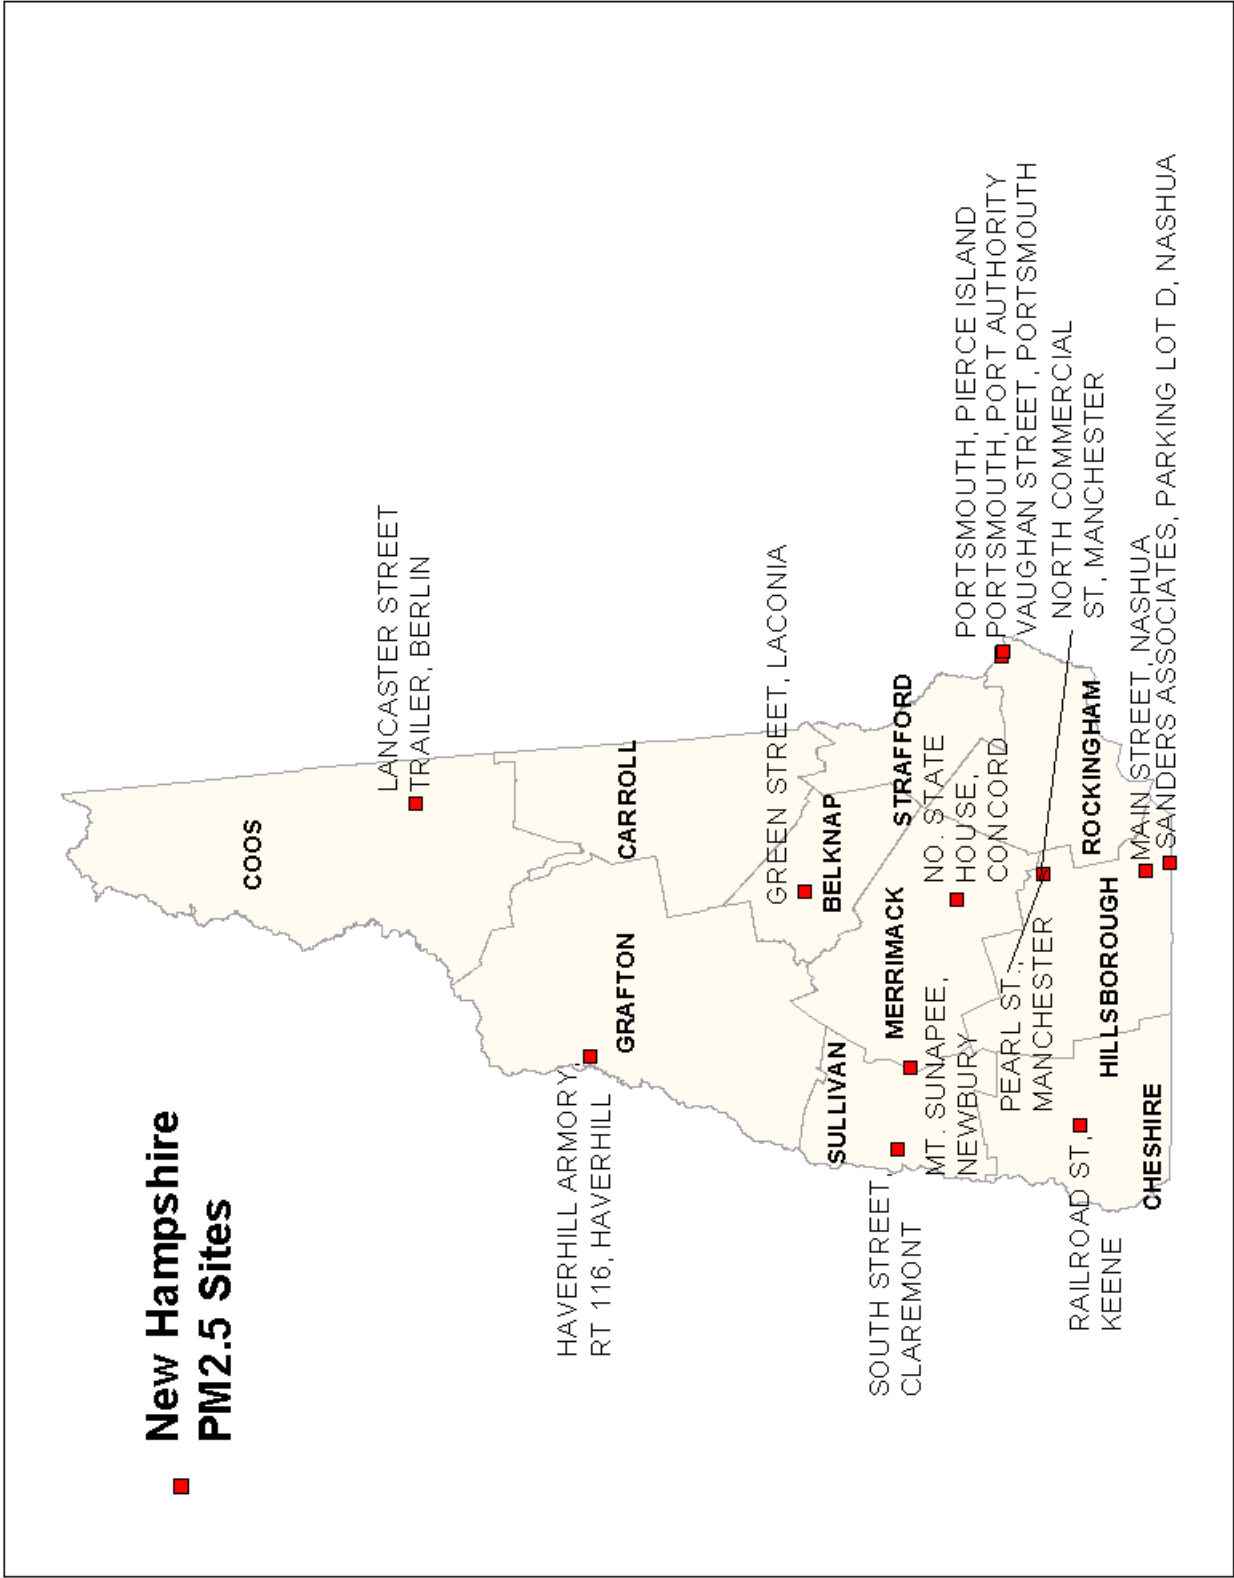 New Hampshire
PM2.5 Sites
COOS
LANCASTER STREET
TRAILER, BERLIN
HAVERHILL ARMORY,
RT 116, HAVERHILL
GRAFTON
CARROLL
GREEN STREET, LACONIA
BELKNAP
SULLIVAN
MERRIMACK
STRAFFORD
SOUTH STREET,
CLAREMONT
MT. SUNAPEE,
NEWBURY
NO. STATE
HOUSE,
CONCORD
PORTSMOUTH, PIERCE ISLAND
PORTSMOUTH, PORT AUTHORITY
VAUGHAN STREET, PORTSMOUTH
NORTH COMMERCIAL
ST, MANCHESTER
PEARL ST.,
MANCHESTER
RAILROAD ST,
KEENE
CHESHIRE
HILLSBOROUGH
ROCKINGHAM
MAIN STREET, NASHUA
SANDERS ASSOCIATES, PARKING LOT D, NASHUA